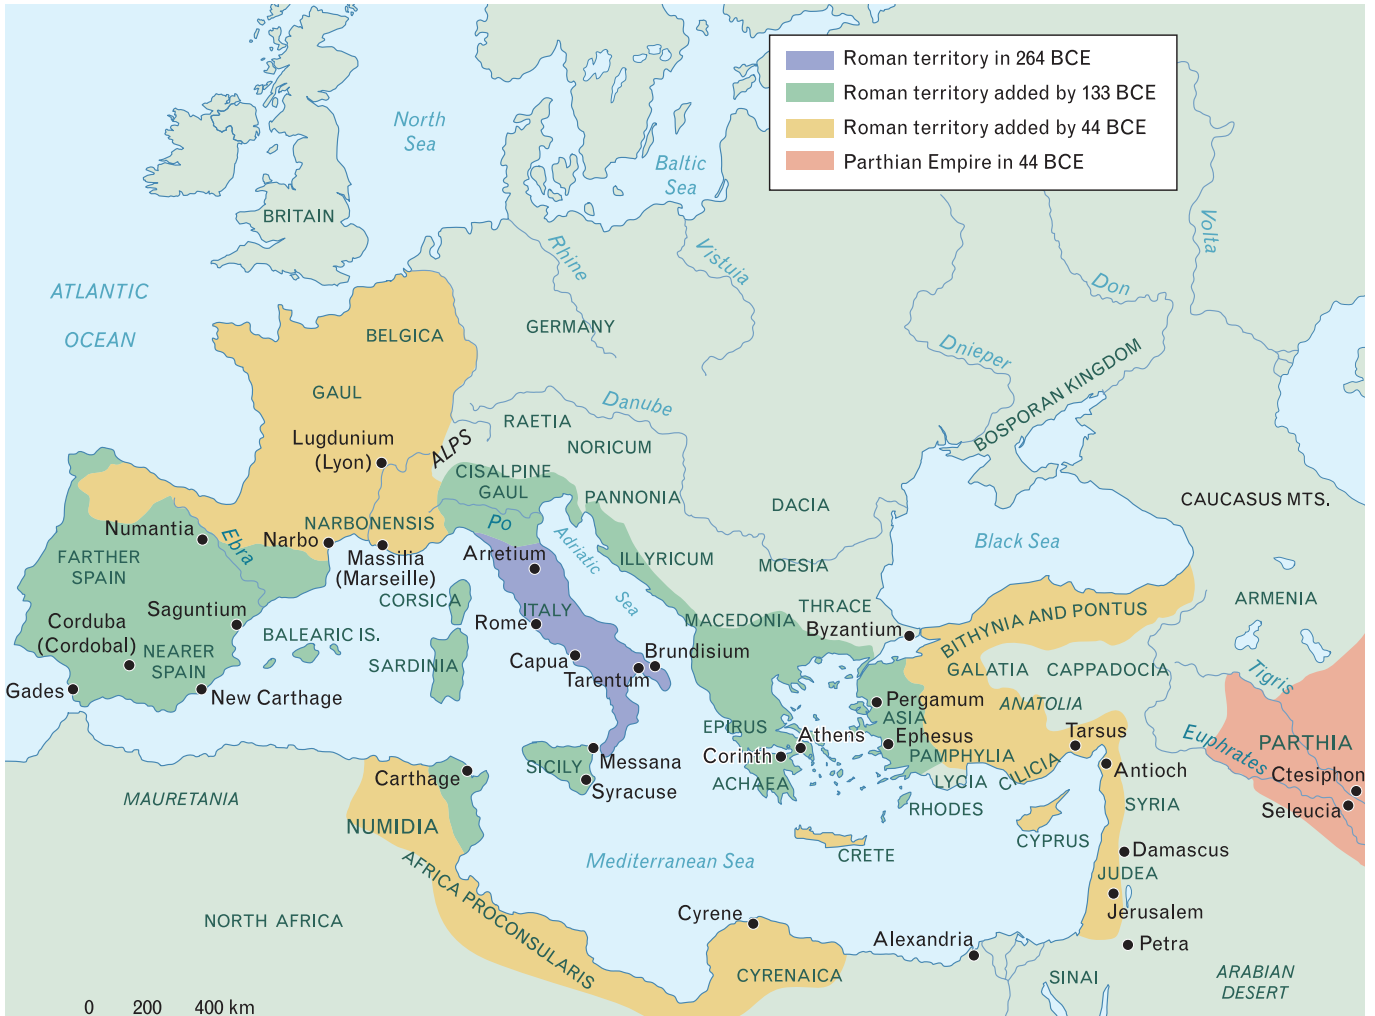 Roman territory in 264 BCE
Roman territory added by 133 BCE
Roman territory added by 44 BCE
Parthian Empire in 44 BCE
North
Sea
Baltic
Sea
BRITAIN
Volta
Rhine
Vistuia
ATLANTIC
OCEAN
Don
BELGICA
GERMANY
Dnieper
BOSPORAN KINGDOM
GAUL
Danube
RAETIA
NORICUM
Lugdunium
(Lyon)
ALPS
CISALPINE
GAUL
PANNONIA
DACIA
CAUCASUS MTS.
Numantia
Ebra
Narbo
NARBONENSIS
Po
Adriatic
Sea
Black Sea
FARTHER
SPAIN
Massilia
(Marseille)
Arretium
ILLYRICUM
MOESIA
CORSICA
ITALY
THRACE
ARMENIA
Saguntium
Corduba
(Cordobal)
BALEARIC IS.
Rome
MACEDONIA
Byzantium
BITHYNIA AND PONTUS
NEARER
SPAIN
SARDINIA
Capua
Brundisium
Tarentum
GALATIA
CAPPADOCIA
Tigris
Gades
New Carthage
Pergamum
ANATOLIA
ASIA
EPIRUS
Athens
Ephesus
Tarsus
Euphrates
PARTHIA
Corinth
PAMPHYLIA
Messana
SICILY
Carthage
Syracuse
ACHAEA
LYCIA
CILICIA
Antioch
Ctesiphon
Seleucia
MAURETANIA
RHODES
SYRIA
NUMIDIA
CYPRUS
CRETE
Damascus
Mediterranean Sea
JUDEA
AFRICA PROCONSULARIS
Jerusalem
NORTH AFRICA
Cyrene
Alexandria
Petra
CYRENAICA
SINAI
ARABIAN
DESERT
0 200 400 km